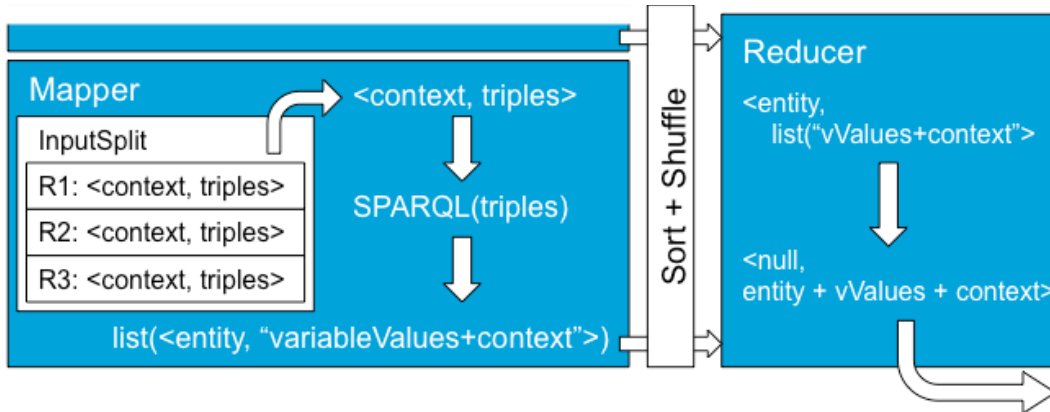 Mapper
InputSplit
R1: <context, triples>
R2: <context, triples>
R3: <context, triples>
<context, triples>
SPARQL(triples)
list(<entity, “variableValues+context”>)
Sort + Shuffle
Reducer
<entity,
list(“vValues+context”>
<null,
entity + vValues + context>